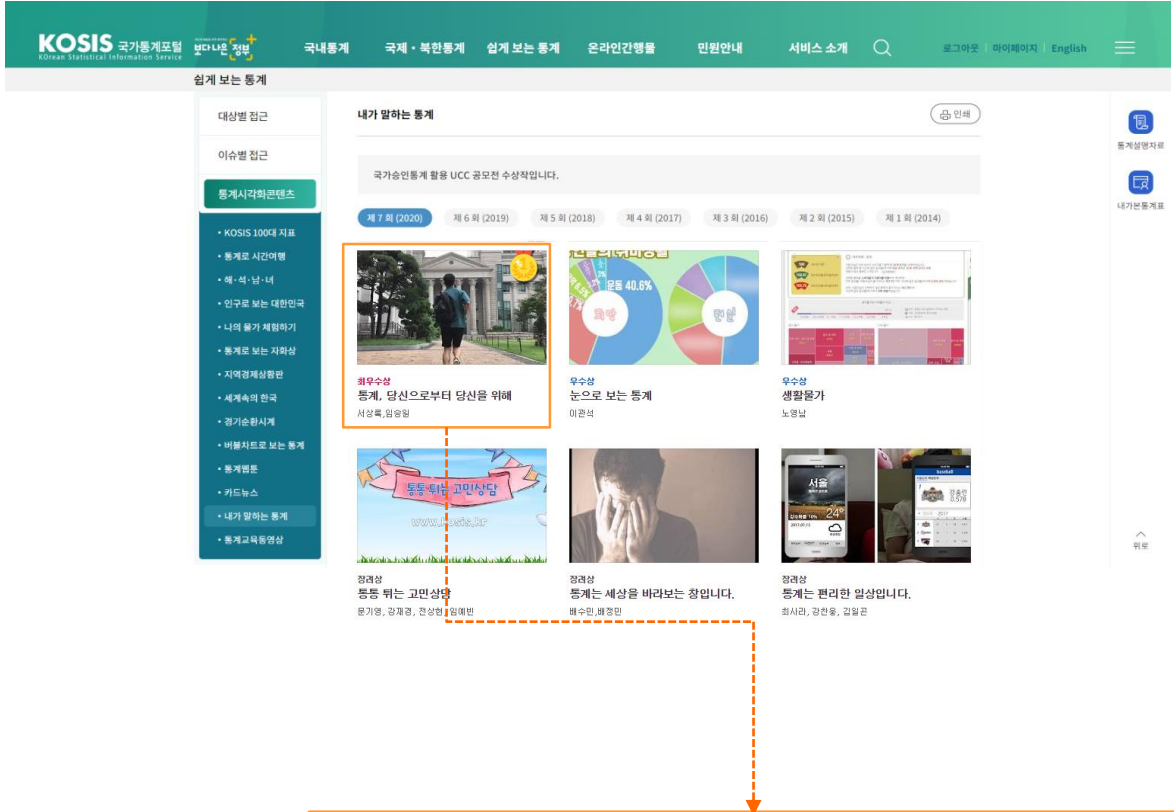 KOSIS 국가통계포털
KOrean Statistical Information Service
보다나은 정부
국내통계 국제・북한통계 쉽게 보는 통계 온라인간행물 민원안내 서비스 소개
로그아웃 마이페이지 English
쉽게 보는 통계
대상별 접근
이슈별 접근
통계시각화콘텐츠
• KOSIS 100대 지표
• 통계로 시간여행
• 해・석・남・녀
• 인구로 보는 대한민국
• 나의 물가 체험하기
• 통계로 보는 자화상
• 지역경제상황판
• 세계속의 한국
• 경기순환시계
• 버블차트로 보는 통계
• 통계웹툰
• 카드뉴스
• 내가 말하는 통계
• 통계교육동영상
내가 말하는 통계
인쇄
국가승인통계 활용 UCC 공모전 수상작입니다.
제 7 회 (2020) 제 6 회 (2019) 제 5 회 (2018) 제 4 회 (2017) 제 3 회 (2016) 제 2 회 (2015) 제 1 회 (2014)
운동 40.6%
희망
현실
최우수상
통계, 당신으로부터 당신을 위해
서상록,임승일
우수상
눈으로 보는 통계
이관석
우수상
생활물가
노영남
통통 튀는 고민상담
www.kosis.kr
서울
24°
baseball
2017
장려상
통통 튀는 고민상담
문기영, 강재경, 전상현, 임예빈
장려상
통계는 세상을 바라보는 창입니다.
배수민,배정민
장려상
통계는 편리한 일상입니다.
최사라, 강한웅, 김일곤
통계설명자료
내가본통계표
위로